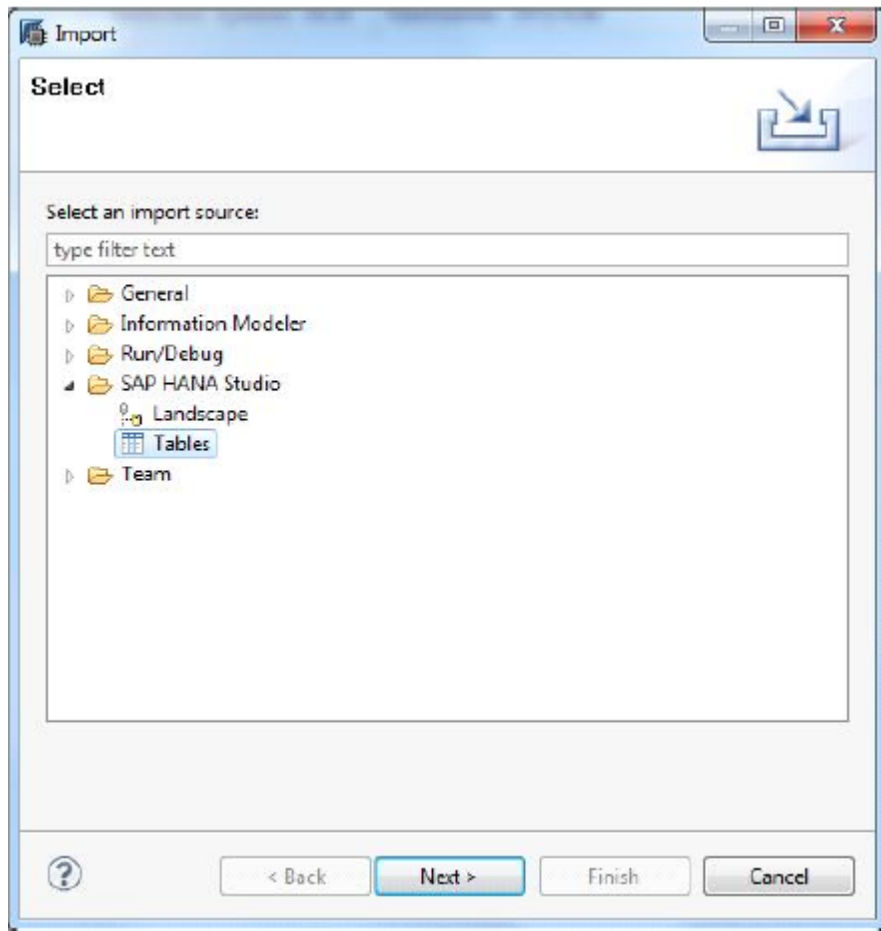 Import
Select
Select an import source:
type filter text
General
Information Modeler
Run/Debug
SAP HANA Studio
Landscape
Tables
Team
?
< Back Next > Finish Cancel